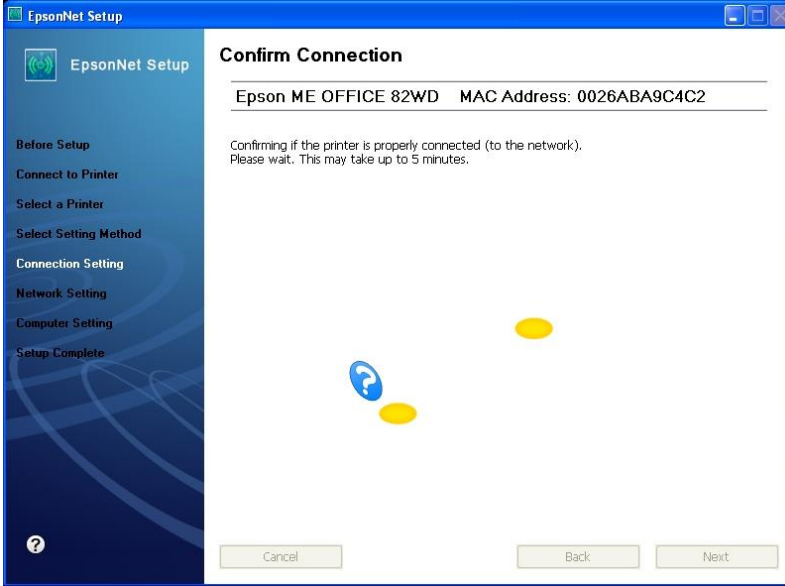 EpsonNet Setup
EpsonNet Setup
Before Setup
Connect to Printer
Select a Printer
Select Setting Method
Connection Setting
Network Setting
Computer Setting
Setup Complete
?
Confirm Connection
Epson ME OFFICE 82WD MAC Address: 0026ABA9C4C2
Confirming if the printer is properly connected (to the network).
Please wait. This may take up to 5 minutes.
?
Cancel Back Next